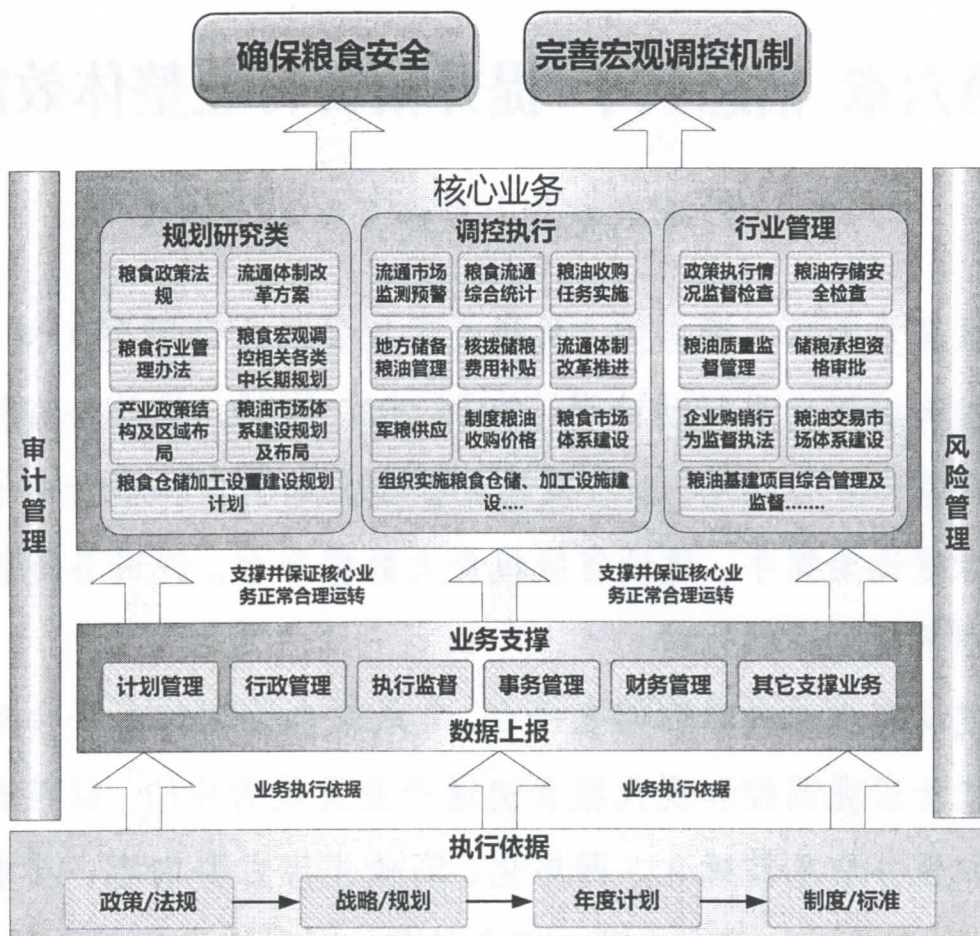 确保粮食安全
完善宏观调控机制
核心业务
规划研究类
粮食政策法
规
流通体制改
革方案
粮食行业管
理办法
粮食宏观调
控相关各类
中长期规划
产业政策结
构及区域布
局
粮油市场体
系建设规划
及布局
粮食仓储加工设置建设规划
计划
调控执行
流通市场
监测预警
粮食流通
综合统计
粮油收购
任务实施
地方储备
粮油管理
核拨储粮
费用补贴
流通体制
改革推进
军粮供应
制度粮油
收购价格
粮食市场
体系建设
组织实施粮食仓储、加工设施建
设....
行业管理
政策执行情
况监督检查
粮油存储安
全检查
粮油质量监
督管理
储粮承担资
格审批
企业购销行
为监督执法
粮油交易市
场体系建设
粮油基建项目综合管理及
监督.......
审计管理
风险管理
支撑并保证核心业
务正常合理运转
支撑并保证核心业
务正常合理运转
业务支撑
计划管理
行政管理
执行监督
事务管理
财务管理
其它支撑业务
数据上报
业务执行依据
业务执行依据
执行依据
政策/法规
战略/规划
年度计划
制度/标准